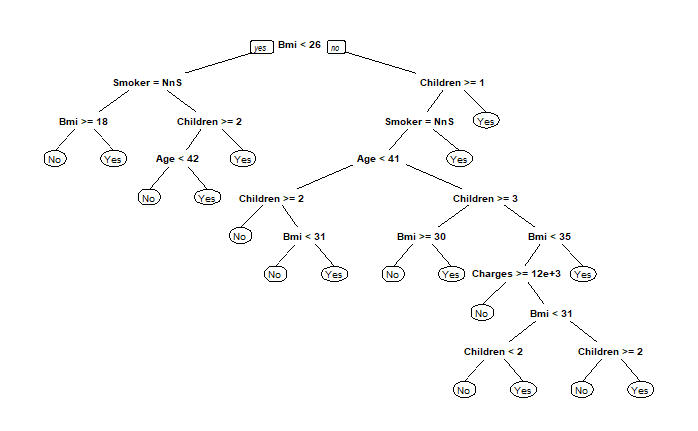 yes Bmi < 26 no
Smoker = NnS Children >= 1
Bmi >= 18 Children >= 2 Smoker = NnS Yes
No Yes Age < 42 Yes Age < 41 Yes
No Yes Children >= 2 Children >= 3
No Bmi < 31 Bmi >= 30 Bmi < 35
No Yes No Yes Charges >= 12e+3 Yes
No Bmi < 31
Children < 2 Children >= 2
No Yes No Yes